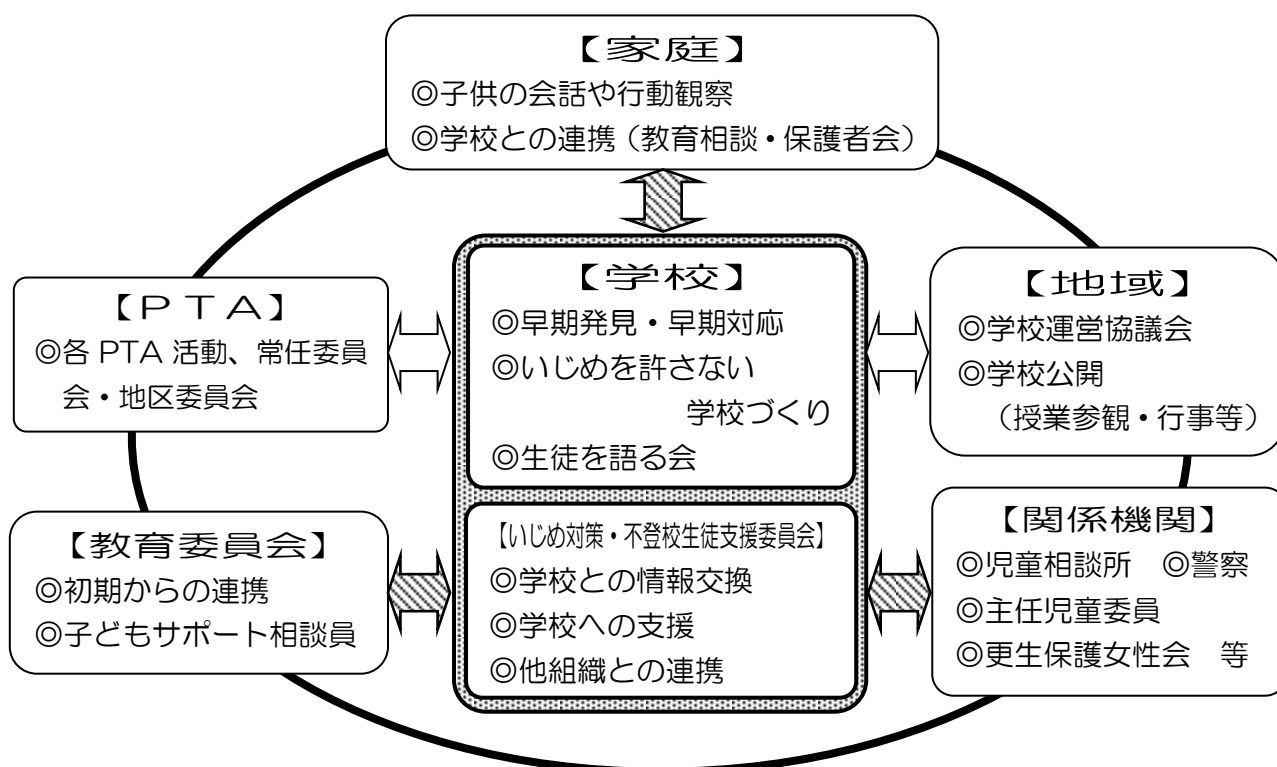 【家庭】
◎子供の会話や行動観察
◎学校との連携（教育相談・保護者会）
【PTA】
◎各 PTA 活動、常任委員
会・地区委員会
【学校】
◎早期発見・早期対応
◎いじめを許さない
学校づくり
◎生徒を語る会
【地域】
◎学校運営協議会
◎学校公開
（授業参観・行事等）
【教育委員会】
◎初期からの連携
◎子どもサポート相談員
【いじめ対策・不登校生徒支援委員会】
◎学校との情報交換
◎学校への支援
◎他組織との連携
【関係機関】
◎児童相談所　◎警察
◎主任児童委員
◎更生保護女性会　等